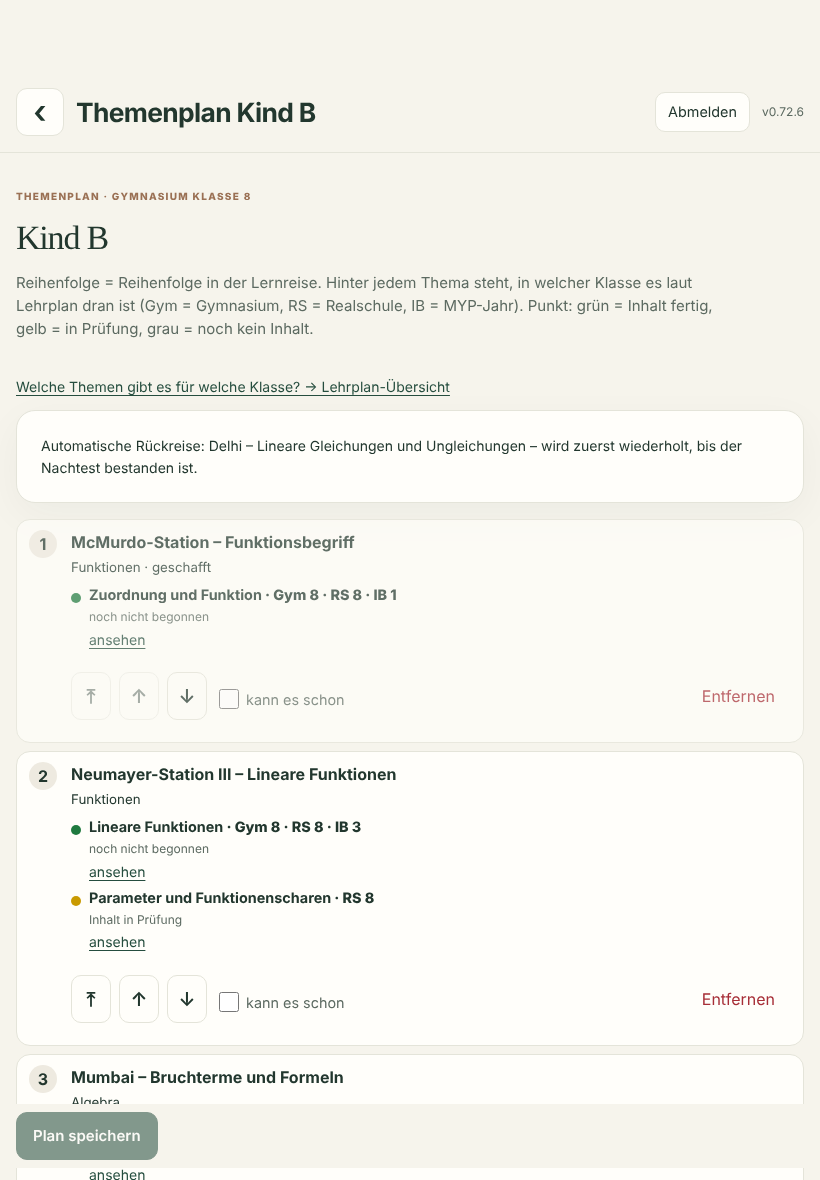 Themenplan Kind B
Abmelden
v0.72.6
THEMENPLAN · GYMNASIUM KLASSE 8
Kind B
Reihenfolge = Reihenfolge in der Lernreise. Hinter jedem Thema steht, in welcher Klasse es laut
Lehrplan dran ist (Gym = Gymnasium, RS = Realschule, IB = MYP-Jahr). Punkt: grün = Inhalt fertig,
gelb = in Prüfung, grau = noch kein Inhalt.
Welche Themen gibt es für welche Klasse? → Lehrplan-Übersicht
Automatische Rückreise: Delhi – Lineare Gleichungen und Ungleichungen – wird zuerst wiederholt, bis der
Nachtest bestanden ist.
1
McMurdo-Station – Funktionsbegriff
Funktionen · geschafft
Zuordnung und Funktion · Gym 8 · RS 8 · IB 1
noch nicht begonnen
ansehen
kann es schon
Entfernen
2
Neumayer-Station III – Lineare Funktionen
Funktionen
Lineare Funktionen · Gym 8 · RS 8 · IB 3
noch nicht begonnen
ansehen
Parameter und Funktionenscharen · RS 8
Inhalt in Prüfung
ansehen
kann es schon
Entfernen
3
Mumbai – Bruchterme und Formeln
Algebra
Plan speichern
ansehen